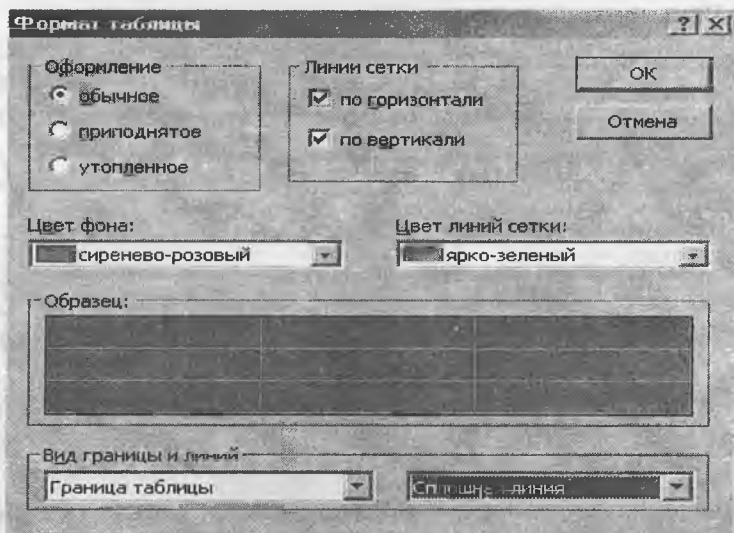 Формат таблицы
Оформление
обычное
приподнятое
утопленное
Линии сетки
по горизонтали
по вертикали
ОК
Отмена
Цвет фона:
сиренево-розовый
Цвет линий сетки:
ярко-зеленый
Образец:
Вид границы и линий
Граница таблицы
Сплошная линия